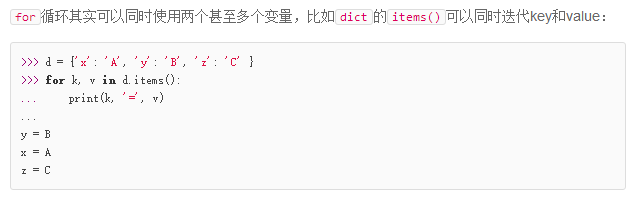 for循环其实可以同时使用两个甚至多个变量，比如dict的items()可以同时迭代key和value：
>>> d = {'x': 'A', 'y': 'B', 'z': 'C' }
>>> for k, v in d.items():
...     print(k, '=', v)
...
y = B
x = A
z = C